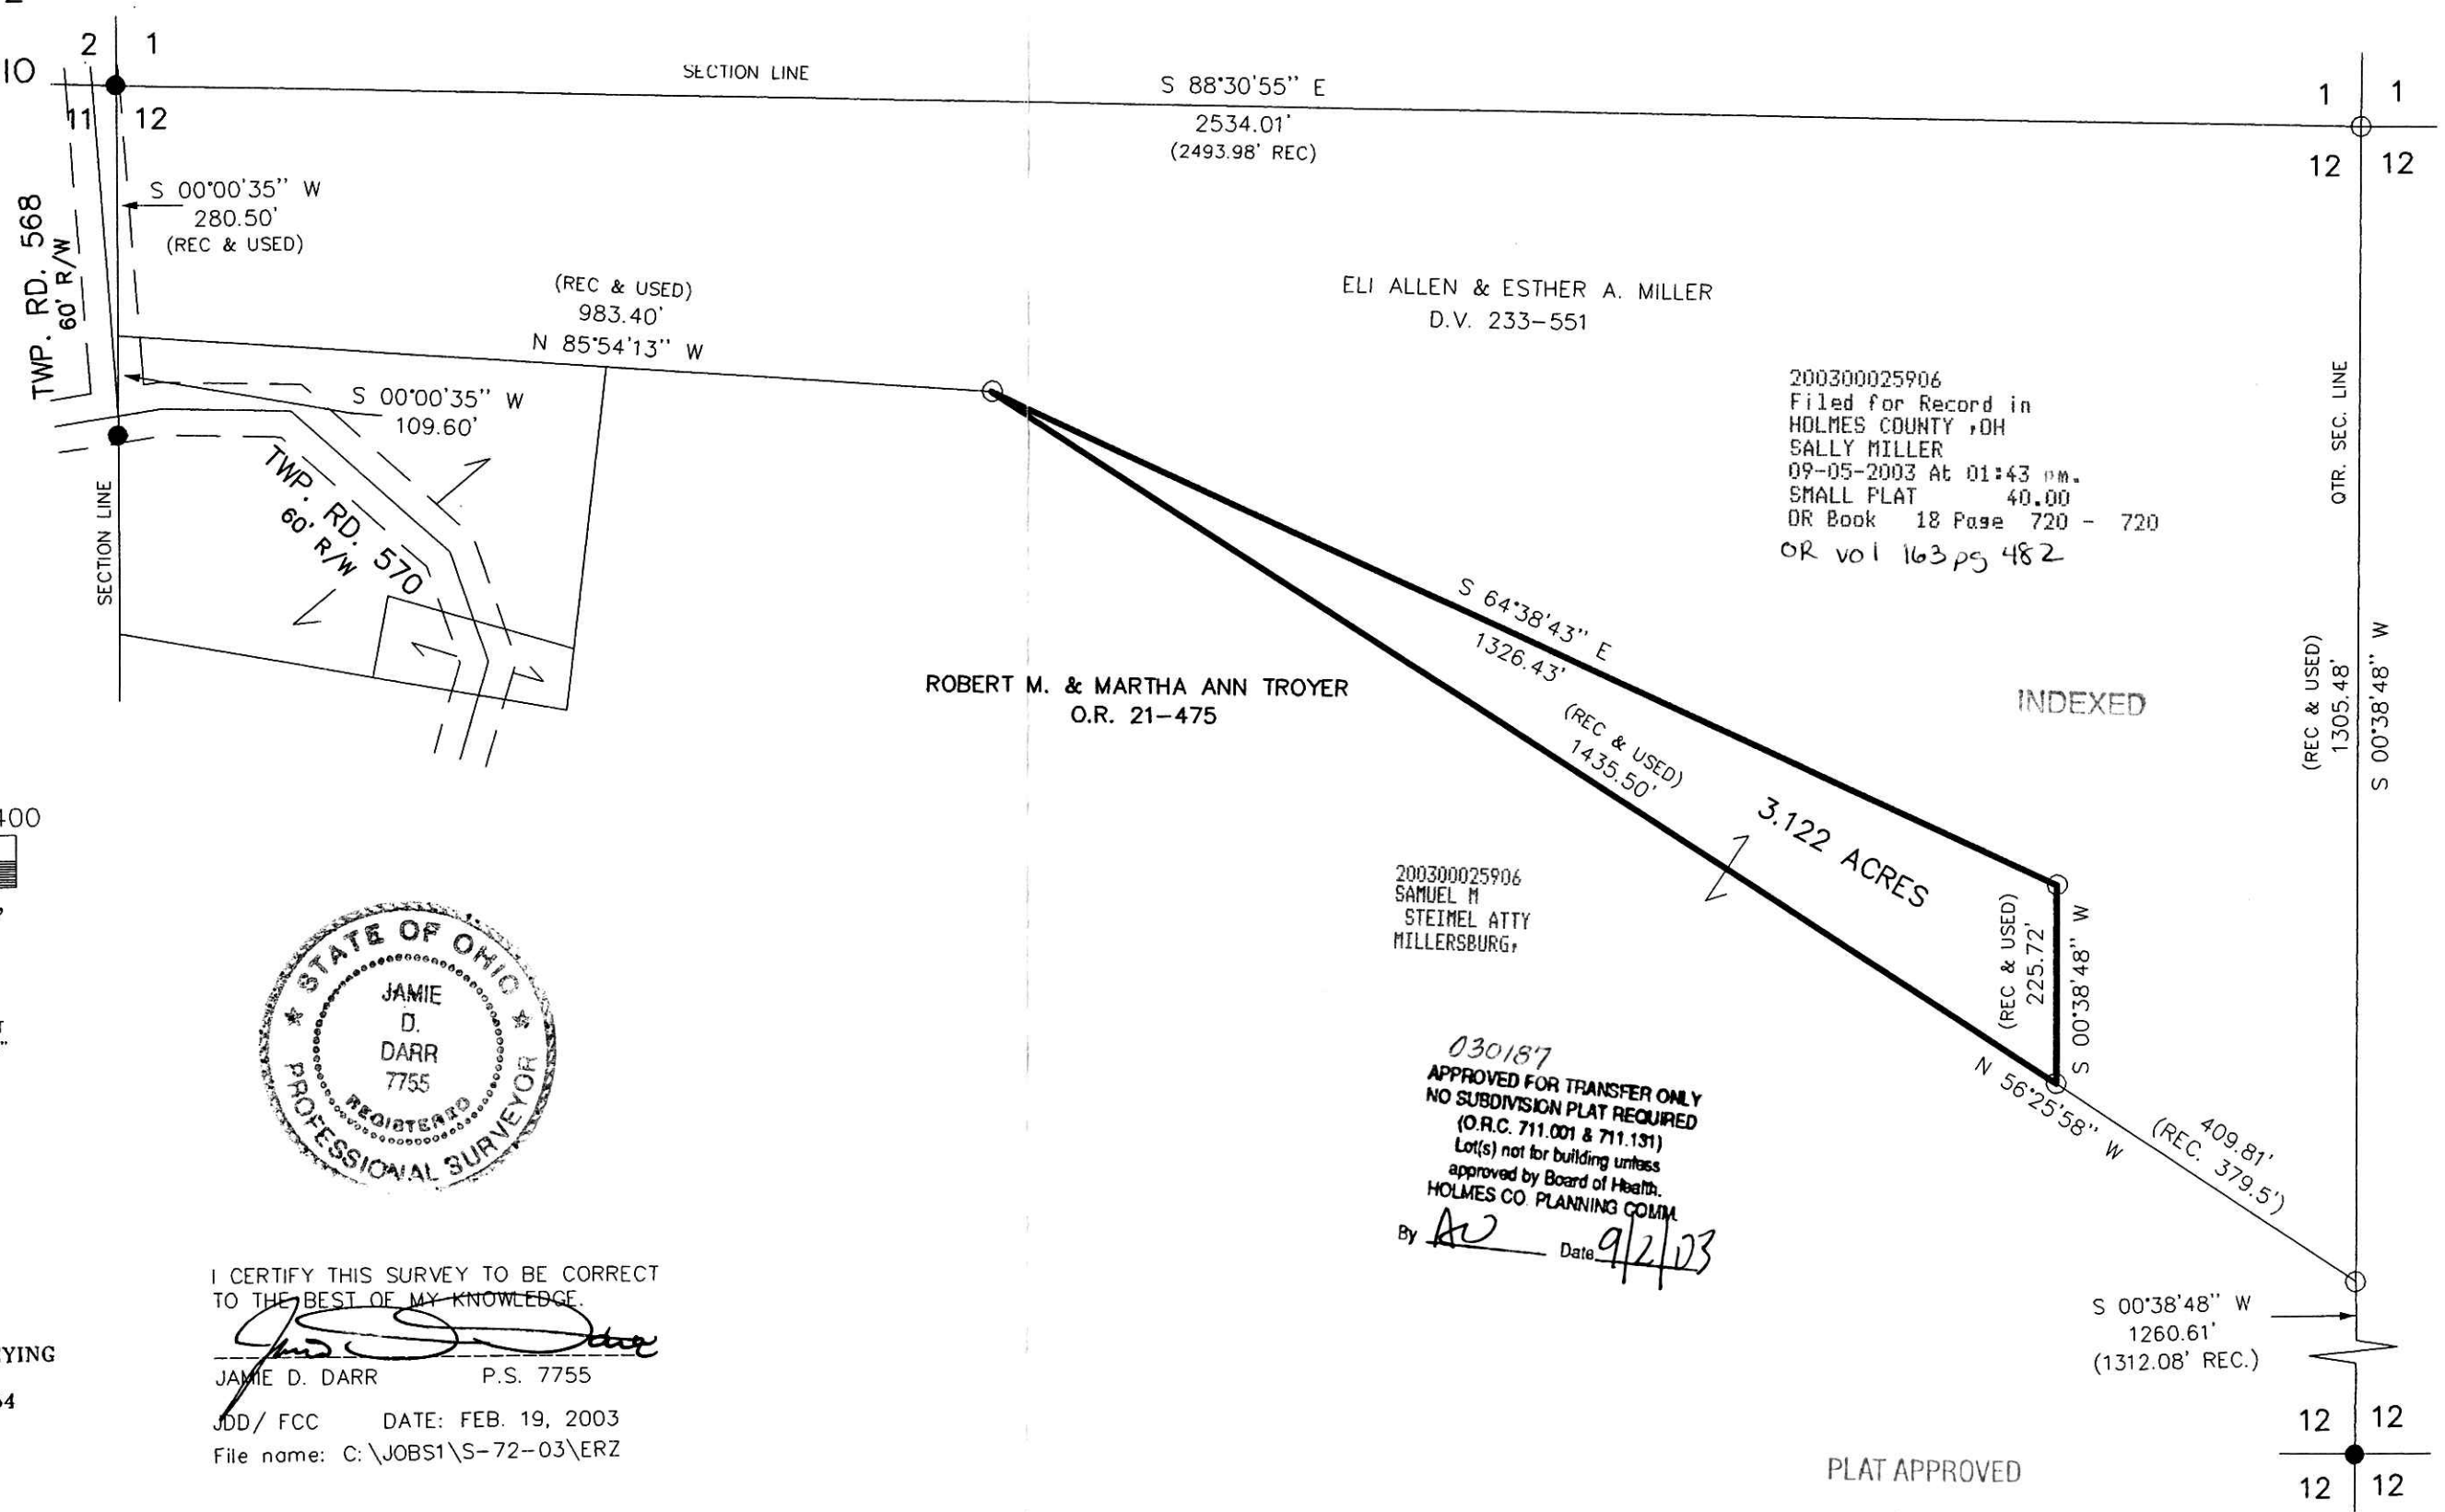 2 1
10
11 12
SECTION LINE
S 88°30'55" E
2534.01'
(2493.98' REC)
1 1
12 12
S 00°00'35" W
280.50'
(REC & USED)
TWP. RD. 568
60' R/W
(REC & USED)
983.40'
N 85°54'13" W
S 00°00'35" W
109.60'
SECTION LINE
TWP. RD. 570
60' R/W
ELI ALLEN & ESTHER A. MILLER
D.V. 233-551
200300025906
Filed for Record in
HOLMES COUNTY ,OH
SALLY MILLER
09-05-2003 At 01:43 pm.
SMALL PLAT 40.00
OR Book 18 Page 720 - 720
OR vol 163 pg 482
QTR. SEC. LINE
S 64°38'43" E
1326.43'
(REC & USED)
1435.50'
3.122 ACRES
ROBERT M. & MARTHA ANN TROYER
O.R. 21-475
INDEXED
(REC & USED)
1305.48'
S 00°38'48" W
400
200300025906
SAMUEL M
STEIMEL ATTY
MILLERSBURG,
(REC & USED)
225.72'
S 00°38'48" W
N 56°25'58" W
409.81'
(REC. 379.5')
STATE OF OHIO
JAMIE
D.
DARR
7755
REGISTERED
PROFESSIONAL SURVEYOR
030187
APPROVED FOR TRANSFER ONLY
NO SUBDIVISION PLAT REQUIRED
(O.R.C. 711.001 & 711.131)
Lot(s) not for building unless
approved by Board of Health.
HOLMES CO. PLANNING COMM.
By AW Date 9/2/03
S 00°38'48" W
1260.61'
(1312.08' REC.)
I CERTIFY THIS SURVEY TO BE CORRECT
TO THE BEST OF MY KNOWLEDGE.
JAMIE D. DARR P.S. 7755
JDD/ FCC DATE: FEB. 19, 2003
File name: C:\JOBS1\S-72-03\ERZ
YING
12 12
PLAT APPROVED
12 12